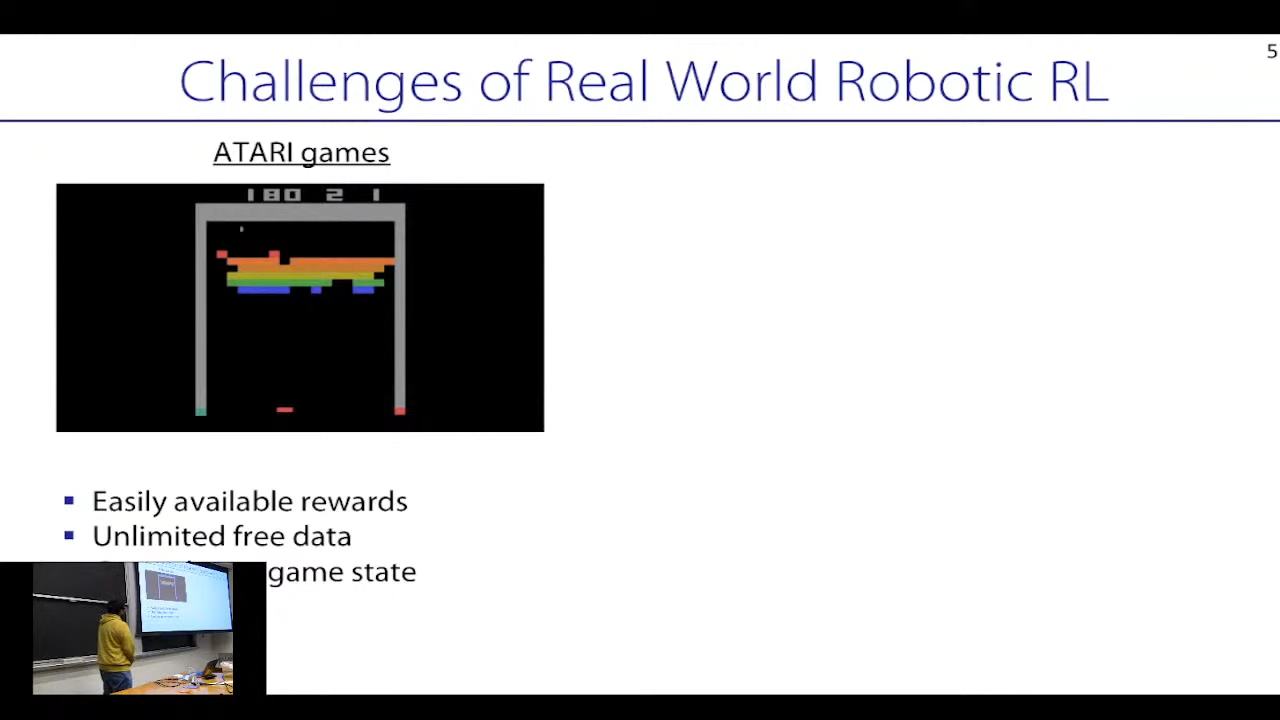 5
Challenges of Real World Robotic RL
ATARI games
180 2 1
Easily available rewards
Unlimited free data
game state